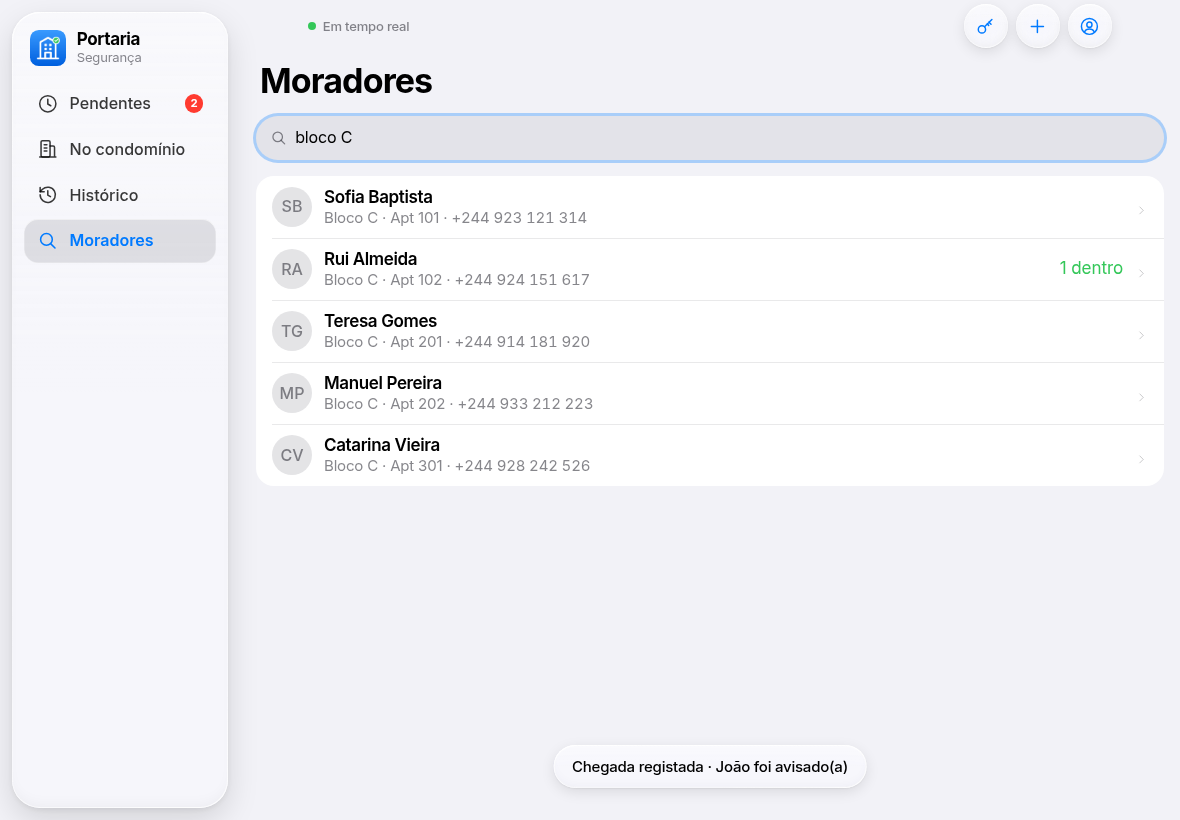 Portaria
Segurança
Pendentes 2
No condomínio
Histórico
Moradores
Em tempo real
Moradores
bloco C
SB
Sofia Baptista
Bloco C · Apt 101 · +244 923 121 314
RA
Rui Almeida
Bloco C · Apt 102 · +244 924 151 617
1 dentro
TG
Teresa Gomes
Bloco C · Apt 201 · +244 914 181 920
MP
Manuel Pereira
Bloco C · Apt 202 · +244 933 212 223
CV
Catarina Vieira
Bloco C · Apt 301 · +244 928 242 526
Chegada registada · João foi avisado(a)